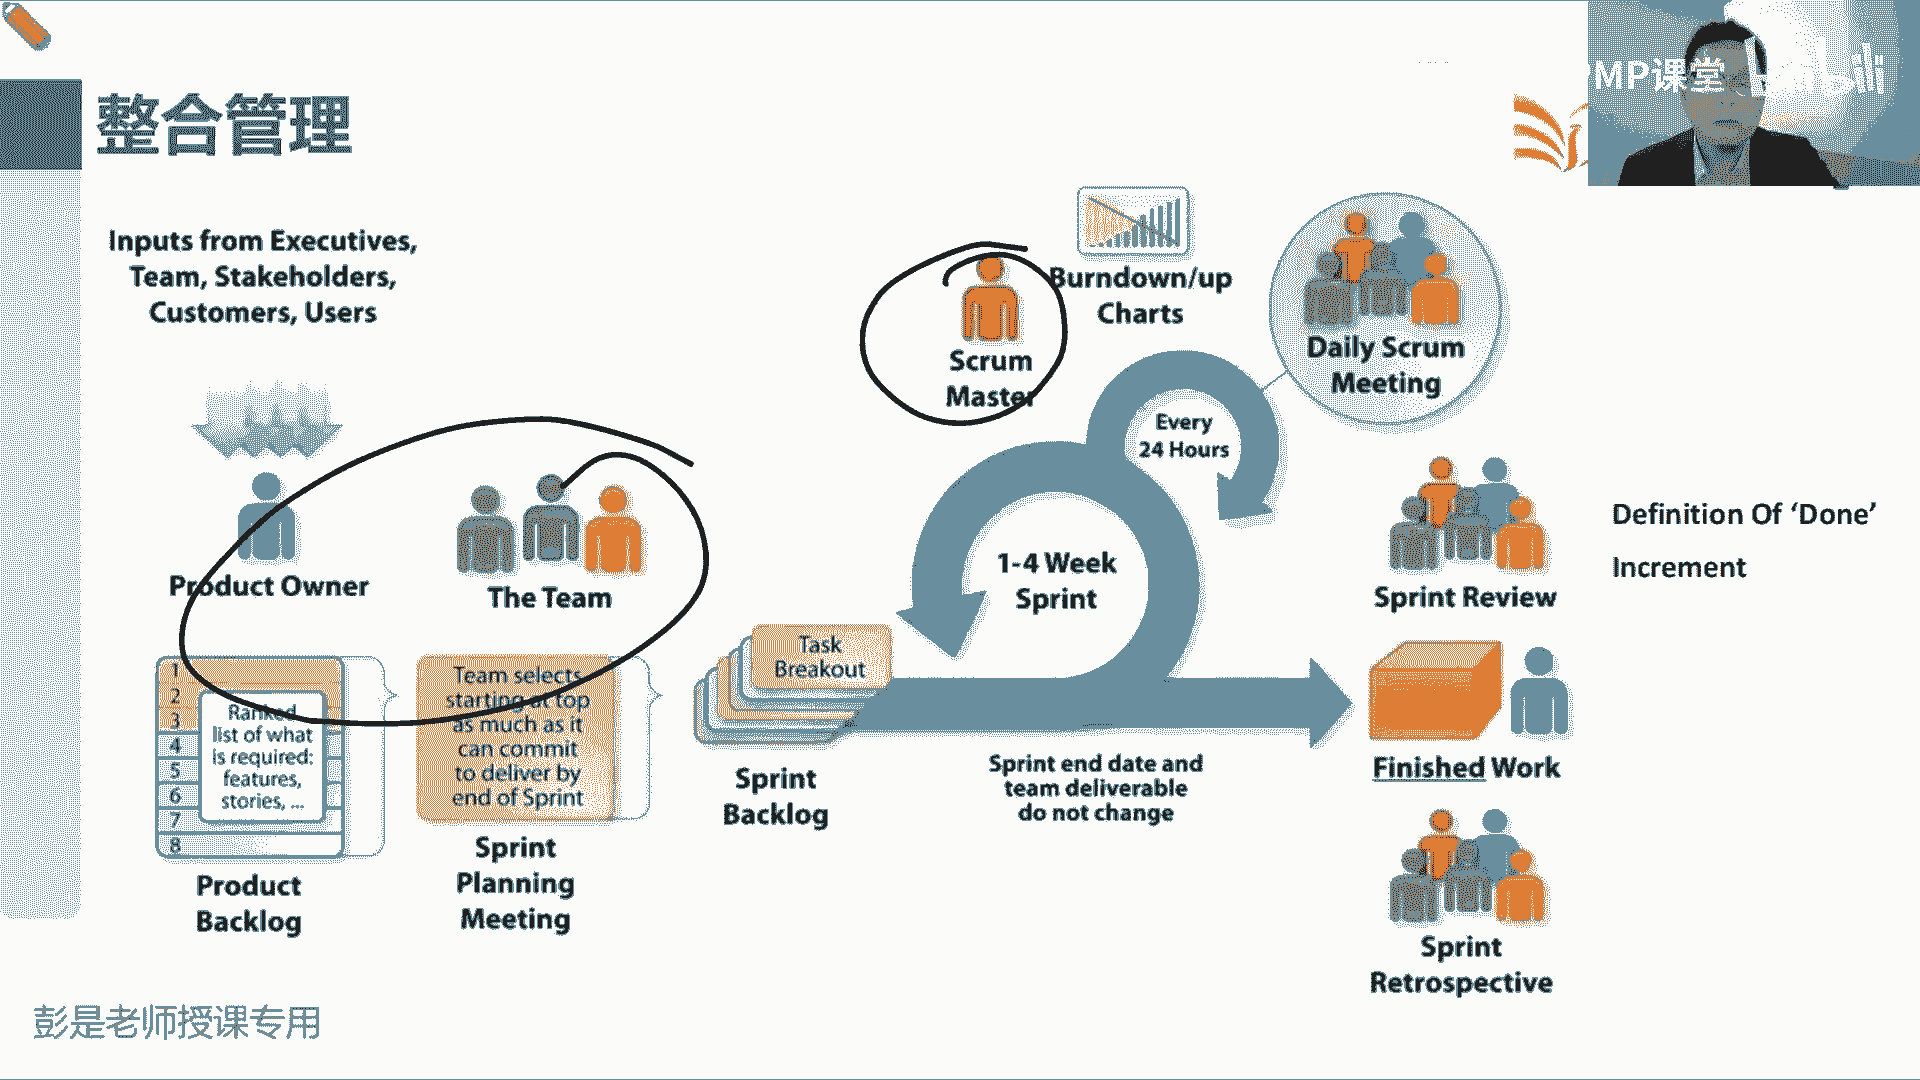 整合管理
PMP课堂
bilibili
Inputs from Executives,
Team, Stakeholders,
Customers, Users
Product Owner
The Team
Scrum
Master
Burndown/up
Charts
Daily Scrum
Meeting
Every
24 Hours
1-4 Week
Sprint
1
2
3
4
5
6
7
8
Ranked
list of what
is required:
features,
stories, ...
Product
Backlog
Team selects
starting at top
as much as it
can commit
to deliver by
end of Sprint
Sprint
Planning
Meeting
Task
Breakout
Sprint
Backlog
Sprint end date and
team deliverable
do not change
Sprint Review
Definition Of ‘Done’
Increment
Finished Work
Sprint
Retrospective
彭是老师授课专用